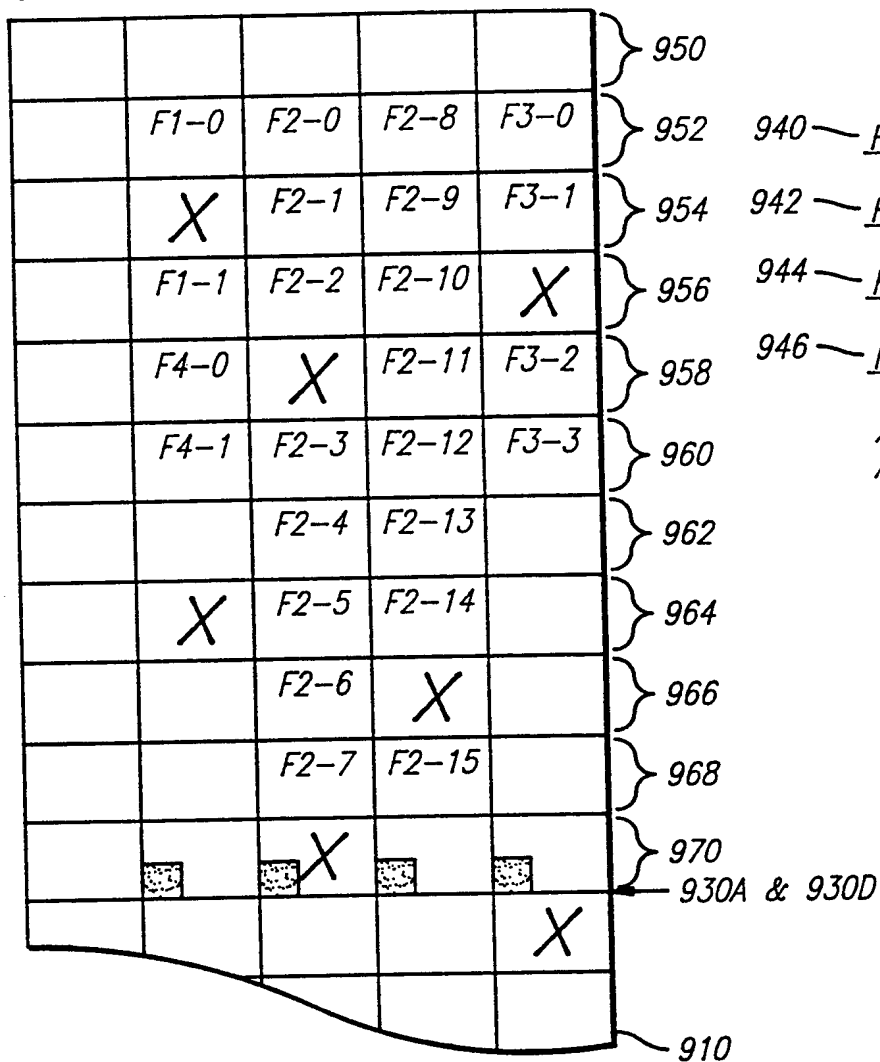 950
F1-0 F2-0 F2-8 F3-0 952 940
X F2-1 F2-9 F3-1 954 942
F1-1 F2-2 F2-10 X 956 944
F4-0 X F2-11 F3-2 958 946
F4-1 F2-3 F2-12 F3-3 960
F2-4 F2-13 962
X F2-5 F2-14 964
F2-6 X 966
F2-7 F2-15 968
X 970
930A & 930D
X
910